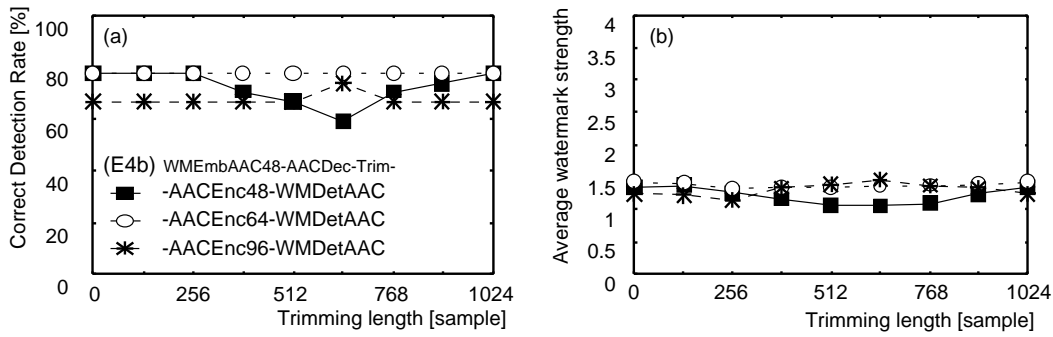 Correct Detection Rate [%]
100
80
60
40
20
0
(a)
(E4b) WMEmbAAC48-AACDec-Trim-
-AACEnc48-WMDetAAC
-AACEnc64-WMDetAAC
-AACEnc96-WMDetAAC
0 256 512 768 1024
Trimming length [sample]
Average watermark strength
4
3.5
3
2.5
2
1.5
1
0.5
0
(b)
0 256 512 768 1024
Trimming length [sample]